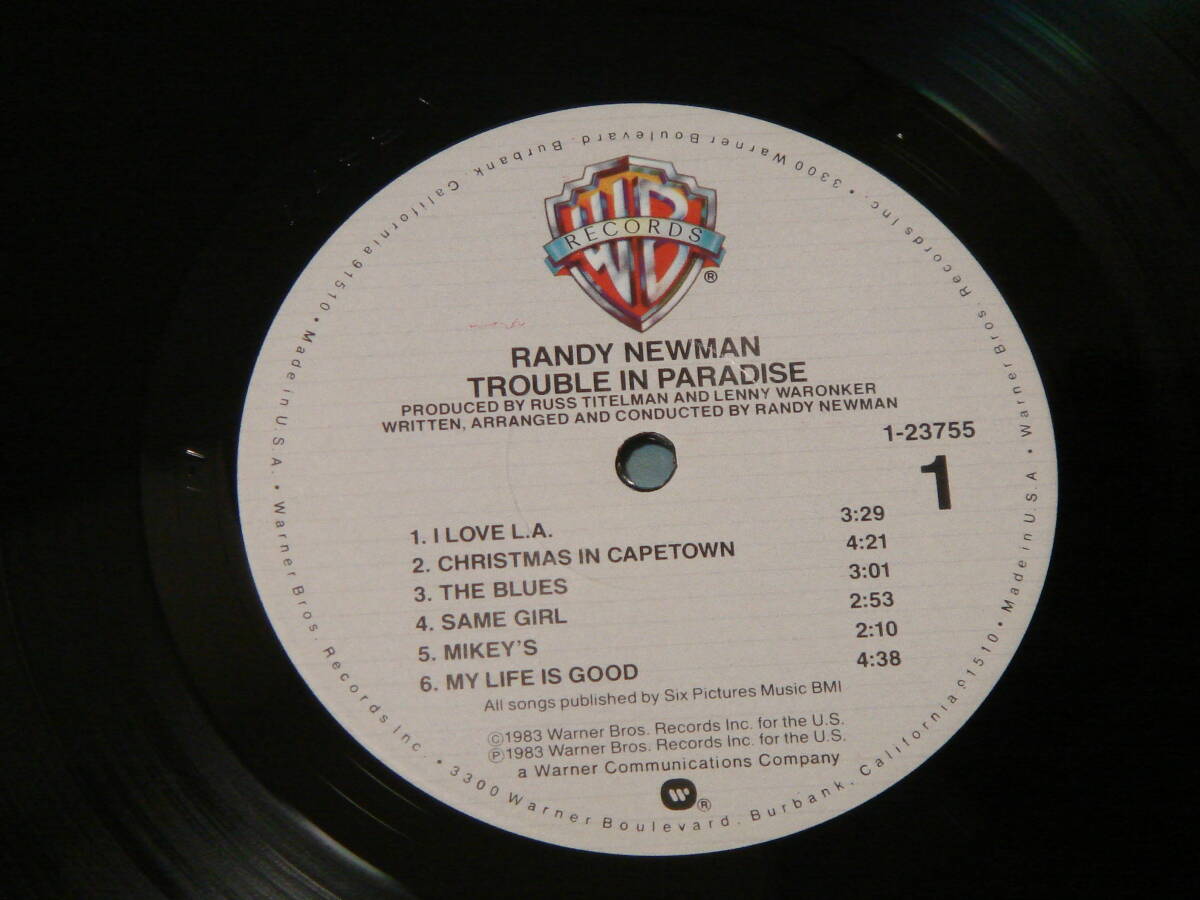 WB
RECORDS
®
RANDY NEWMAN
TROUBLE IN PARADISE
PRODUCED BY RUSS TITELMAN AND LENNY WARONKER
WRITTEN, ARRANGED AND CONDUCTED BY RANDY NEWMAN
1-23755
1
1. I LOVE L.A. 3:29
2. CHRISTMAS IN CAPETOWN 4:21
3. THE BLUES 3:01
4. SAME GIRL 2:53
5. MIKEY'S 2:10
6. MY LIFE IS GOOD 4:38
All songs published by Six Pictures Music BMI
©1983 Warner Bros. Records Inc. for the U.S.
℗1983 Warner Bros. Records Inc. for the U.S.
a Warner Communications Company
®
Warner Bros. Records Inc. • 3300 Warner Boulevard. Burbank. California 91510 • Made in U.S.A. • Warner Bros. Records Inc. • 3300 Warner Boulevard. Burbank. California 91510 • Made in U.S.A •